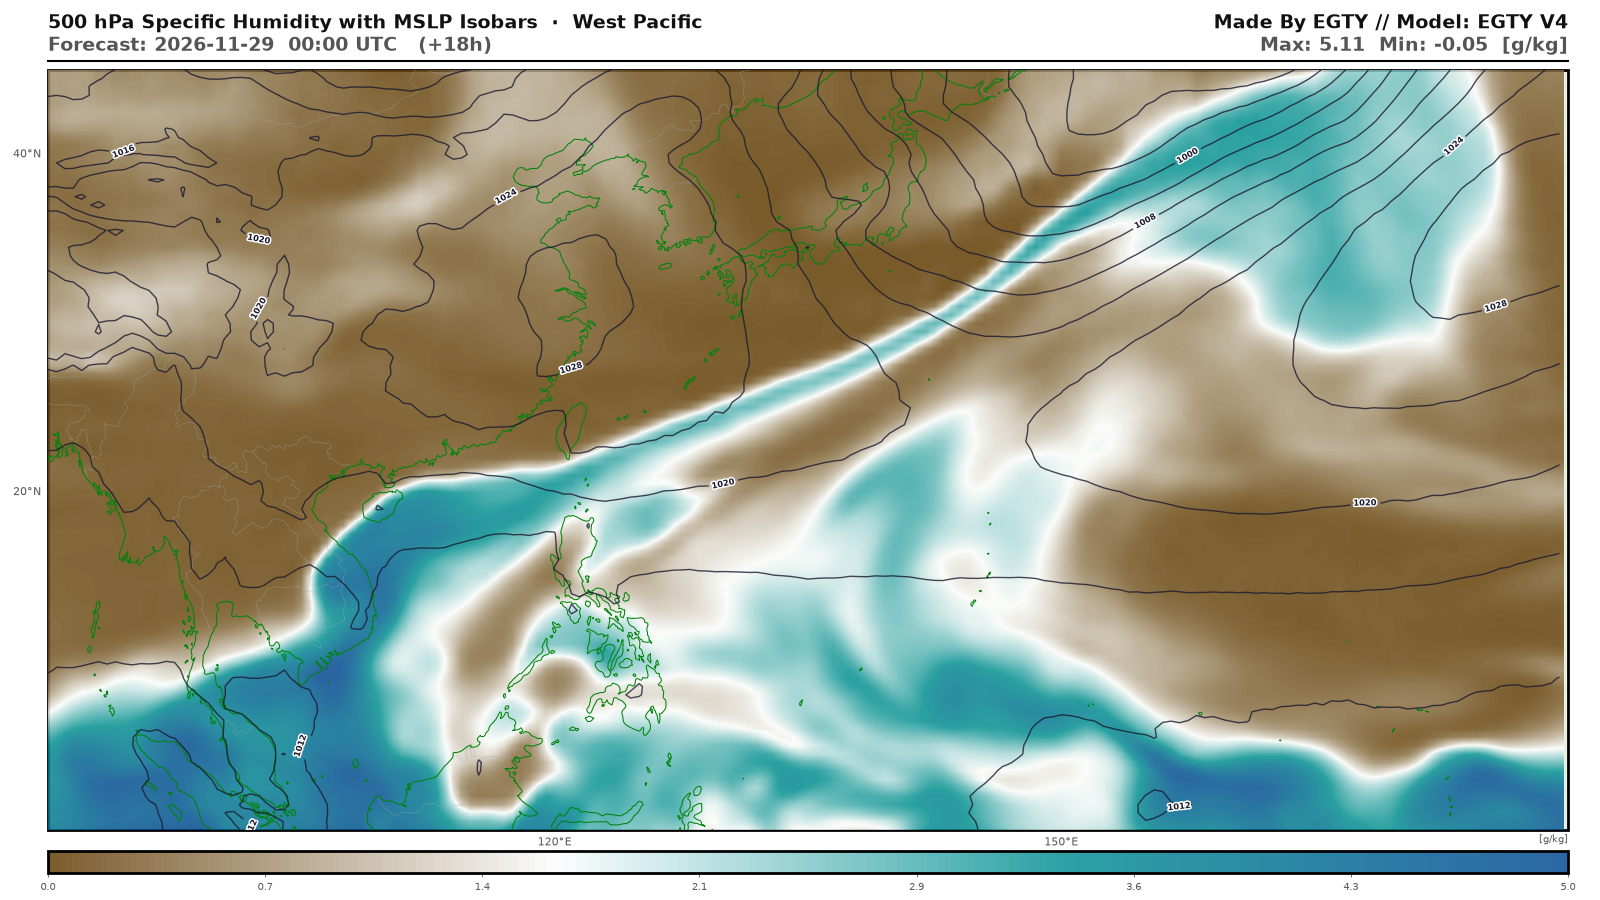 500 hPa Specific Humidity with MSLP Isobars · West Pacific
Made By EGTY // Model: EGTY V4
Forecast: 2026-11-29 00:00 UTC (+18h)
Max: 5.11 Min: -0.05 [g/kg]
40°N
20°N
1016
1024
1020
1020
1028
1000
1008
1024
1028
1020
1020
1012
1012
12
120°E
150°E
[g/kg]
0.0
0.7
1.4
2.1
2.9
3.6
4.3
5.0